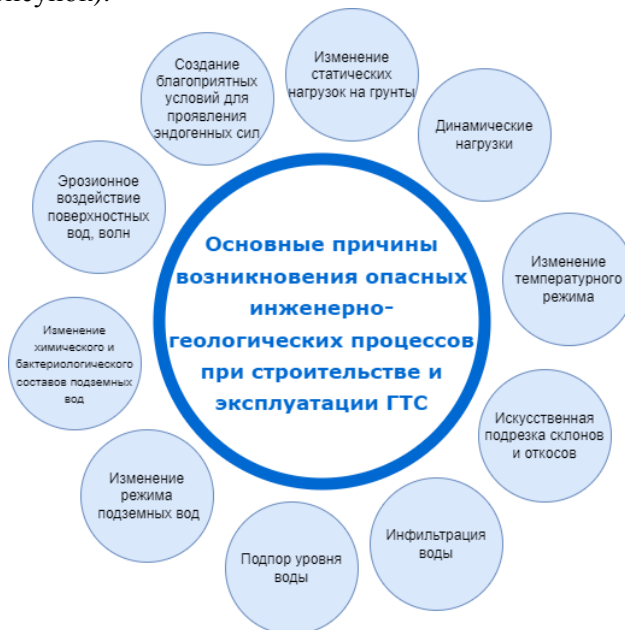 Изменение
статических
нагрузок на грунты
Динамические
нагрузки
Изменение
температурного
режима
Искусственная
подрезка склонов
и откосов
Инфильтрация
воды
Подпор уровня
воды
Изменение
режима
подземных вод
Изменение
химического и
бактериологического
составов подземных
вод
Эрозионное
воздействие
поверхностных
вод, волн
Создание
благоприятных
условий для
проявления
эндогенных сил
Основные причины
возникновения опасных
инженерно-
геологических процессов
при строительстве и
эксплуатации ГТС